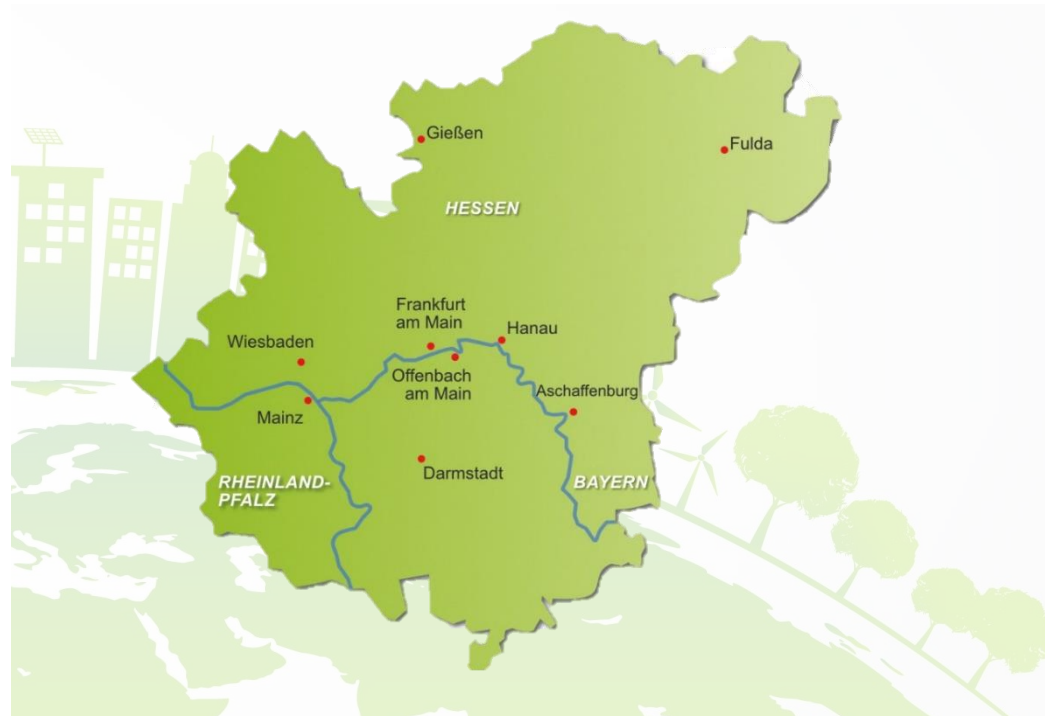 Gießen
Fulda
HESSEN
Frankfurt
am Main
Hanau
Wiesbaden
Offenbach
am Main
Aschaffenburg
Mainz
Darmstadt
RHEINLAND-
PFALZ
BAYERN